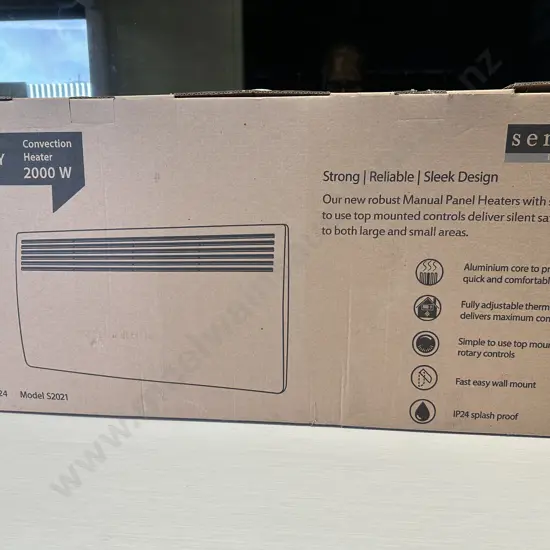 Convection
Heater
2000 W
Strong | Reliable | Sleek Design
Our new robust Manual Panel Heaters with
to use top mounted controls deliver silent
to both large and small areas.
Aluminium core to
quick and
Fully adjustable
delivers maximum
Simple to use top
rotary controls
Fast easy wall mount
IP24 splash proof
24 Model S2021